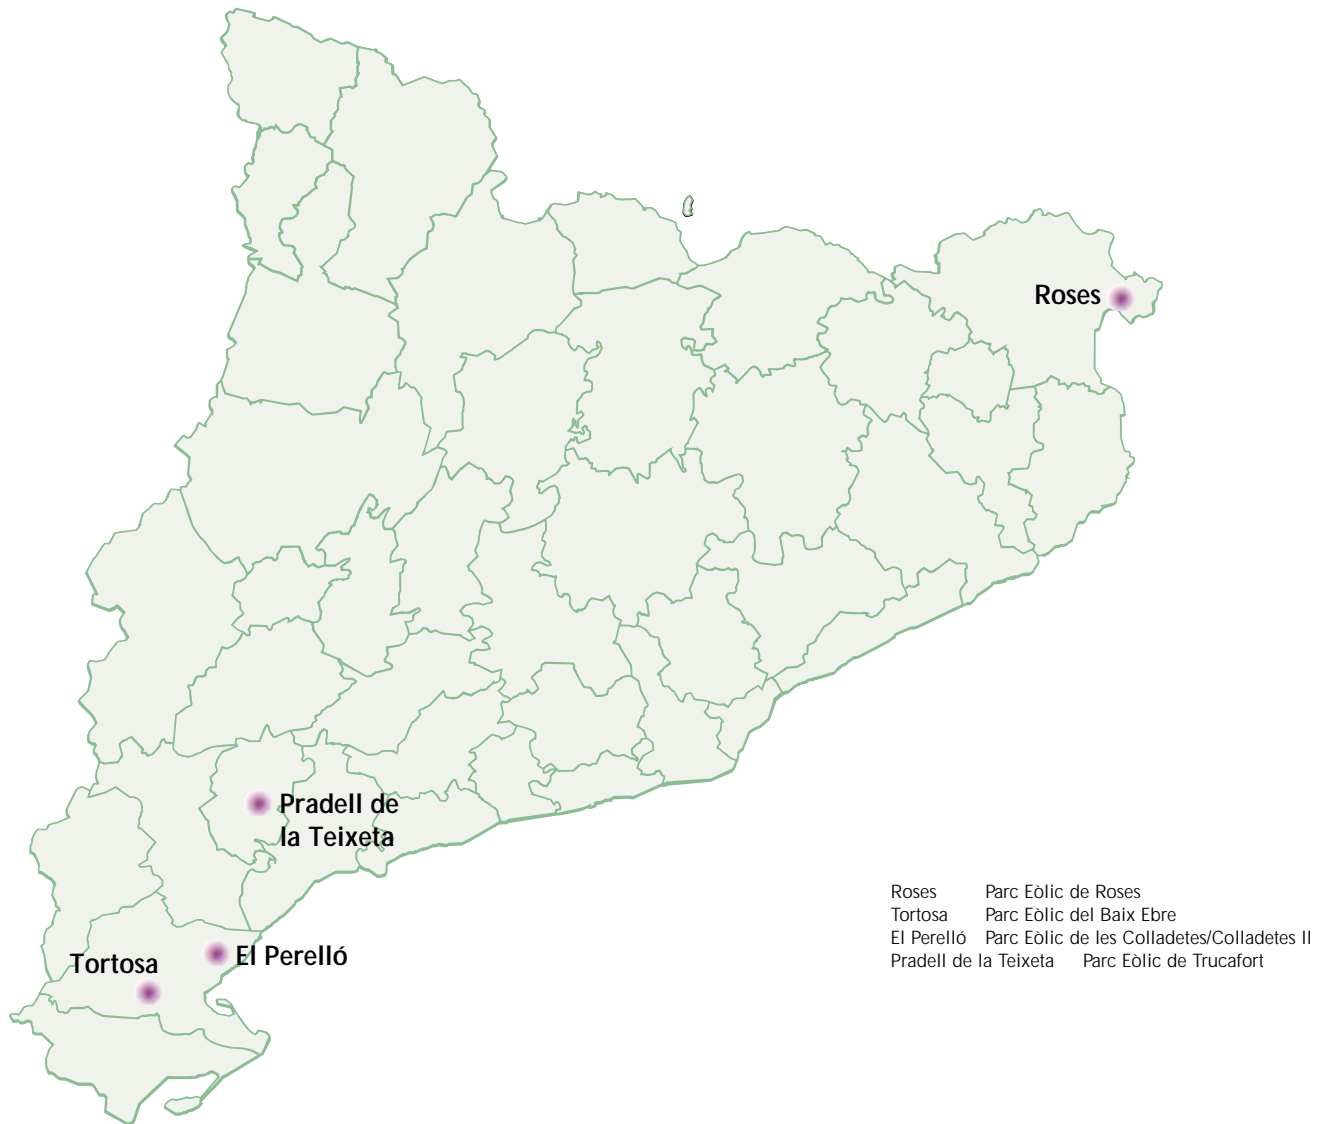 Roses
Pradell de
la Teixeta
El Perelló
Tortosa
Roses Parc Eòlic de Roses
Tortosa Parc Eòlic del Baix Ebre
El Perelló Parc Eòlic de les Colladetes/Colladetes II
Pradell de la Teixeta Parc Eòlic de Trucafort